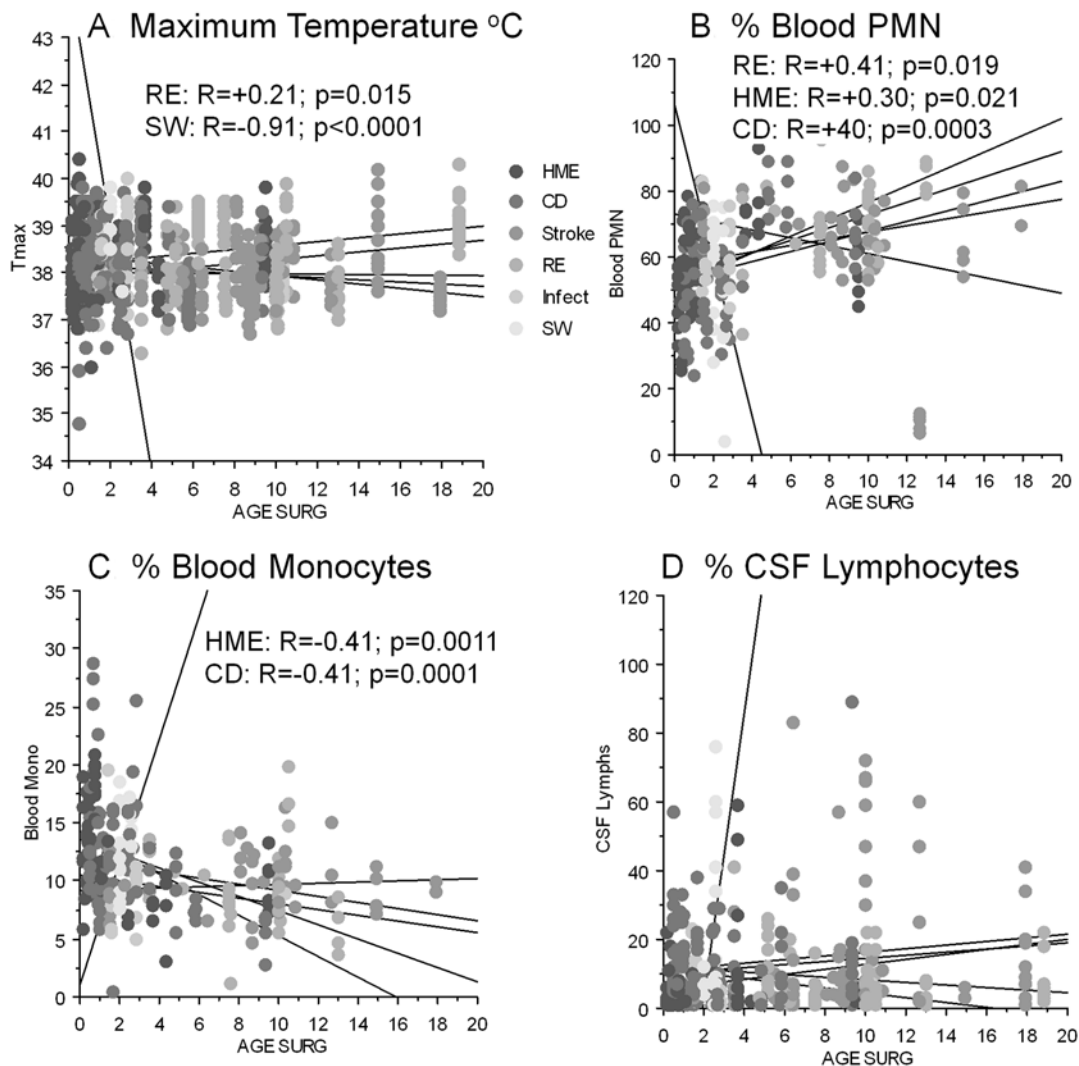 A Maximum Temperature ºC
43
42
41
40
39
38
37
36
35
34
Tmax
RE: R=+0.21; p=0.015
SW: R=-0.91; p<0.0001
0 2 4 6 8 10 12 14 16 18 20
AGE SURG
HME
CD
Stroke
RE
Infect
SW
B % Blood PMN
RE: R=+0.41; p=0.019
HME: R=+0.30; p=0.021
CD: R=+40; p=0.0003
120
100
80
60
40
20
0
Blood PMN
0 2 4 6 8 10 12 14 16 18 20
AGE SURG
C % Blood Monocytes
35
30
25
20
15
10
5
0
Blood Mono
HME: R=-0.41; p=0.0011
CD: R=-0.41; p=0.0001
0 2 4 6 8 10 12 14 16 18 20
AGE SURG
D % CSF Lymphocytes
120
100
80
60
40
20
0
CSF Lymphs
0 2 4 6 8 10 12 14 16 18 20
AGE SURG